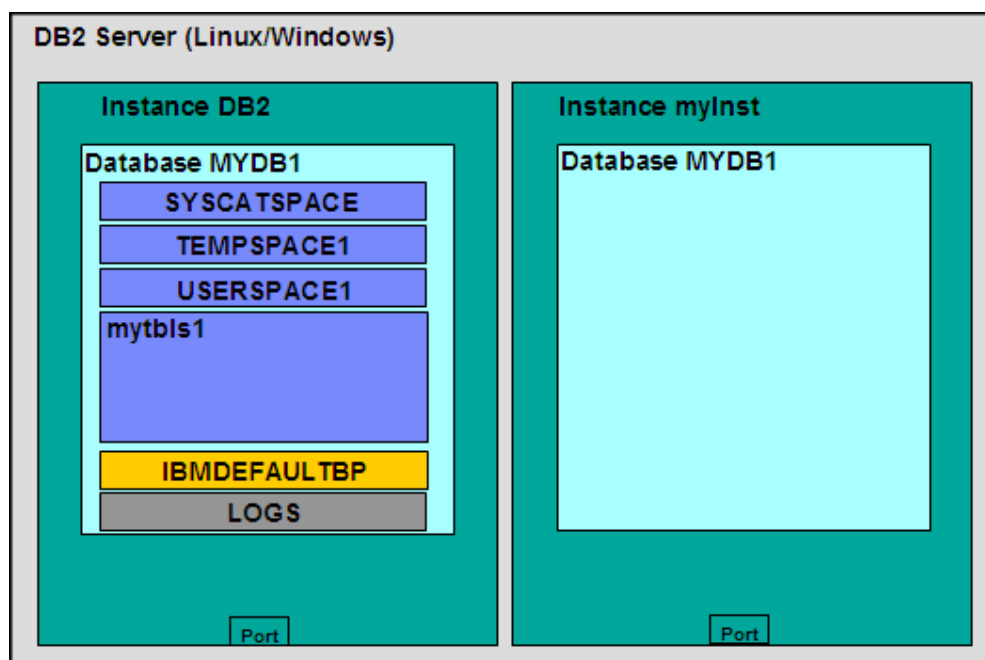 DB2 Server (Linux/Windows)
Instance DB2
Database MYDB1
SYSCATSPACE
TEMPSPACE1
USERSPACE1
mytbls1
IBMDEFAULTBP
LOGS
Port
Instance myInst
Database MYDB1
Port